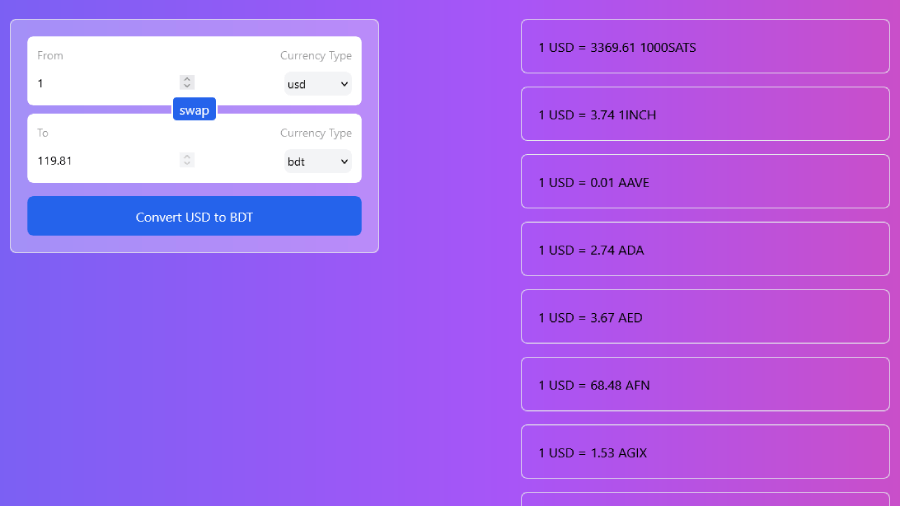 From Currency Type
1 usd
swap
To Currency Type
119.81 bdt
Convert USD to BDT
1 USD = 3369.61 1000SATS
1 USD = 3.74 1INCH
1 USD = 0.01 AAVE
1 USD = 2.74 ADA
1 USD = 3.67 AED
1 USD = 68.48 AFN
1 USD = 1.53 AGIX